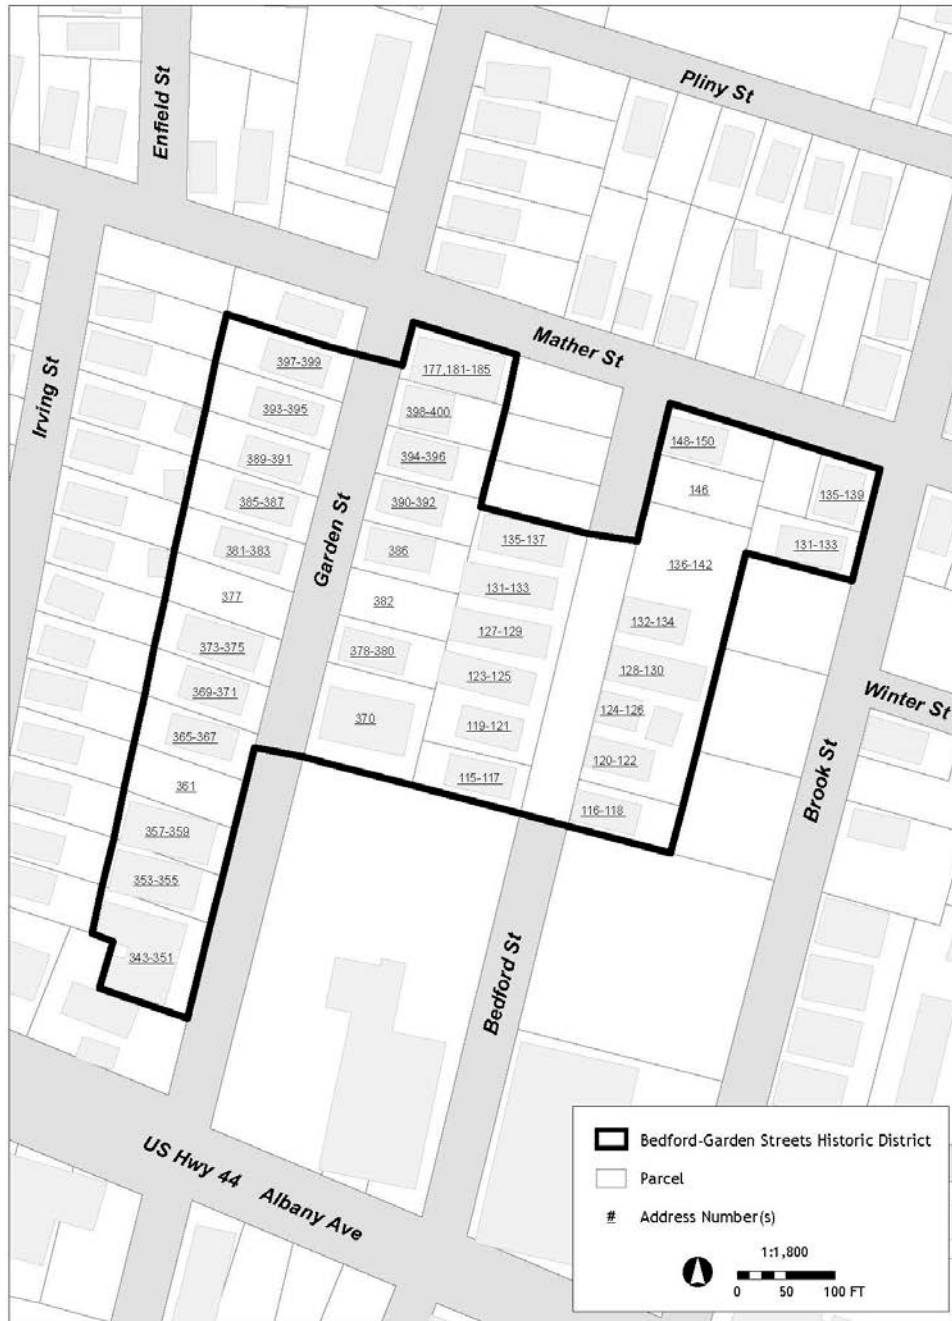 Pliny St
Enfield St
Mather St
Irving St
397-399
177,181-185
393-395
398-400
148-150
389-391
394-396
146
135-139
385-387
390-392
Garden St
381-383
386
135-137
131-133
136-142
377
382
131-133
132-134
373-375
378-380
127-129
128-130
369-371
123-125
124-126
Winter St
365-367
370
119-121
120-122
361
115-117
116-118
Brook St
357-359
353-355
343-351
Bedford St
US Hwy 44 Albany Ave
Bedford-Garden Streets Historic District
Parcel
# Address Number(s)
1:1,800
0 50 100 FT